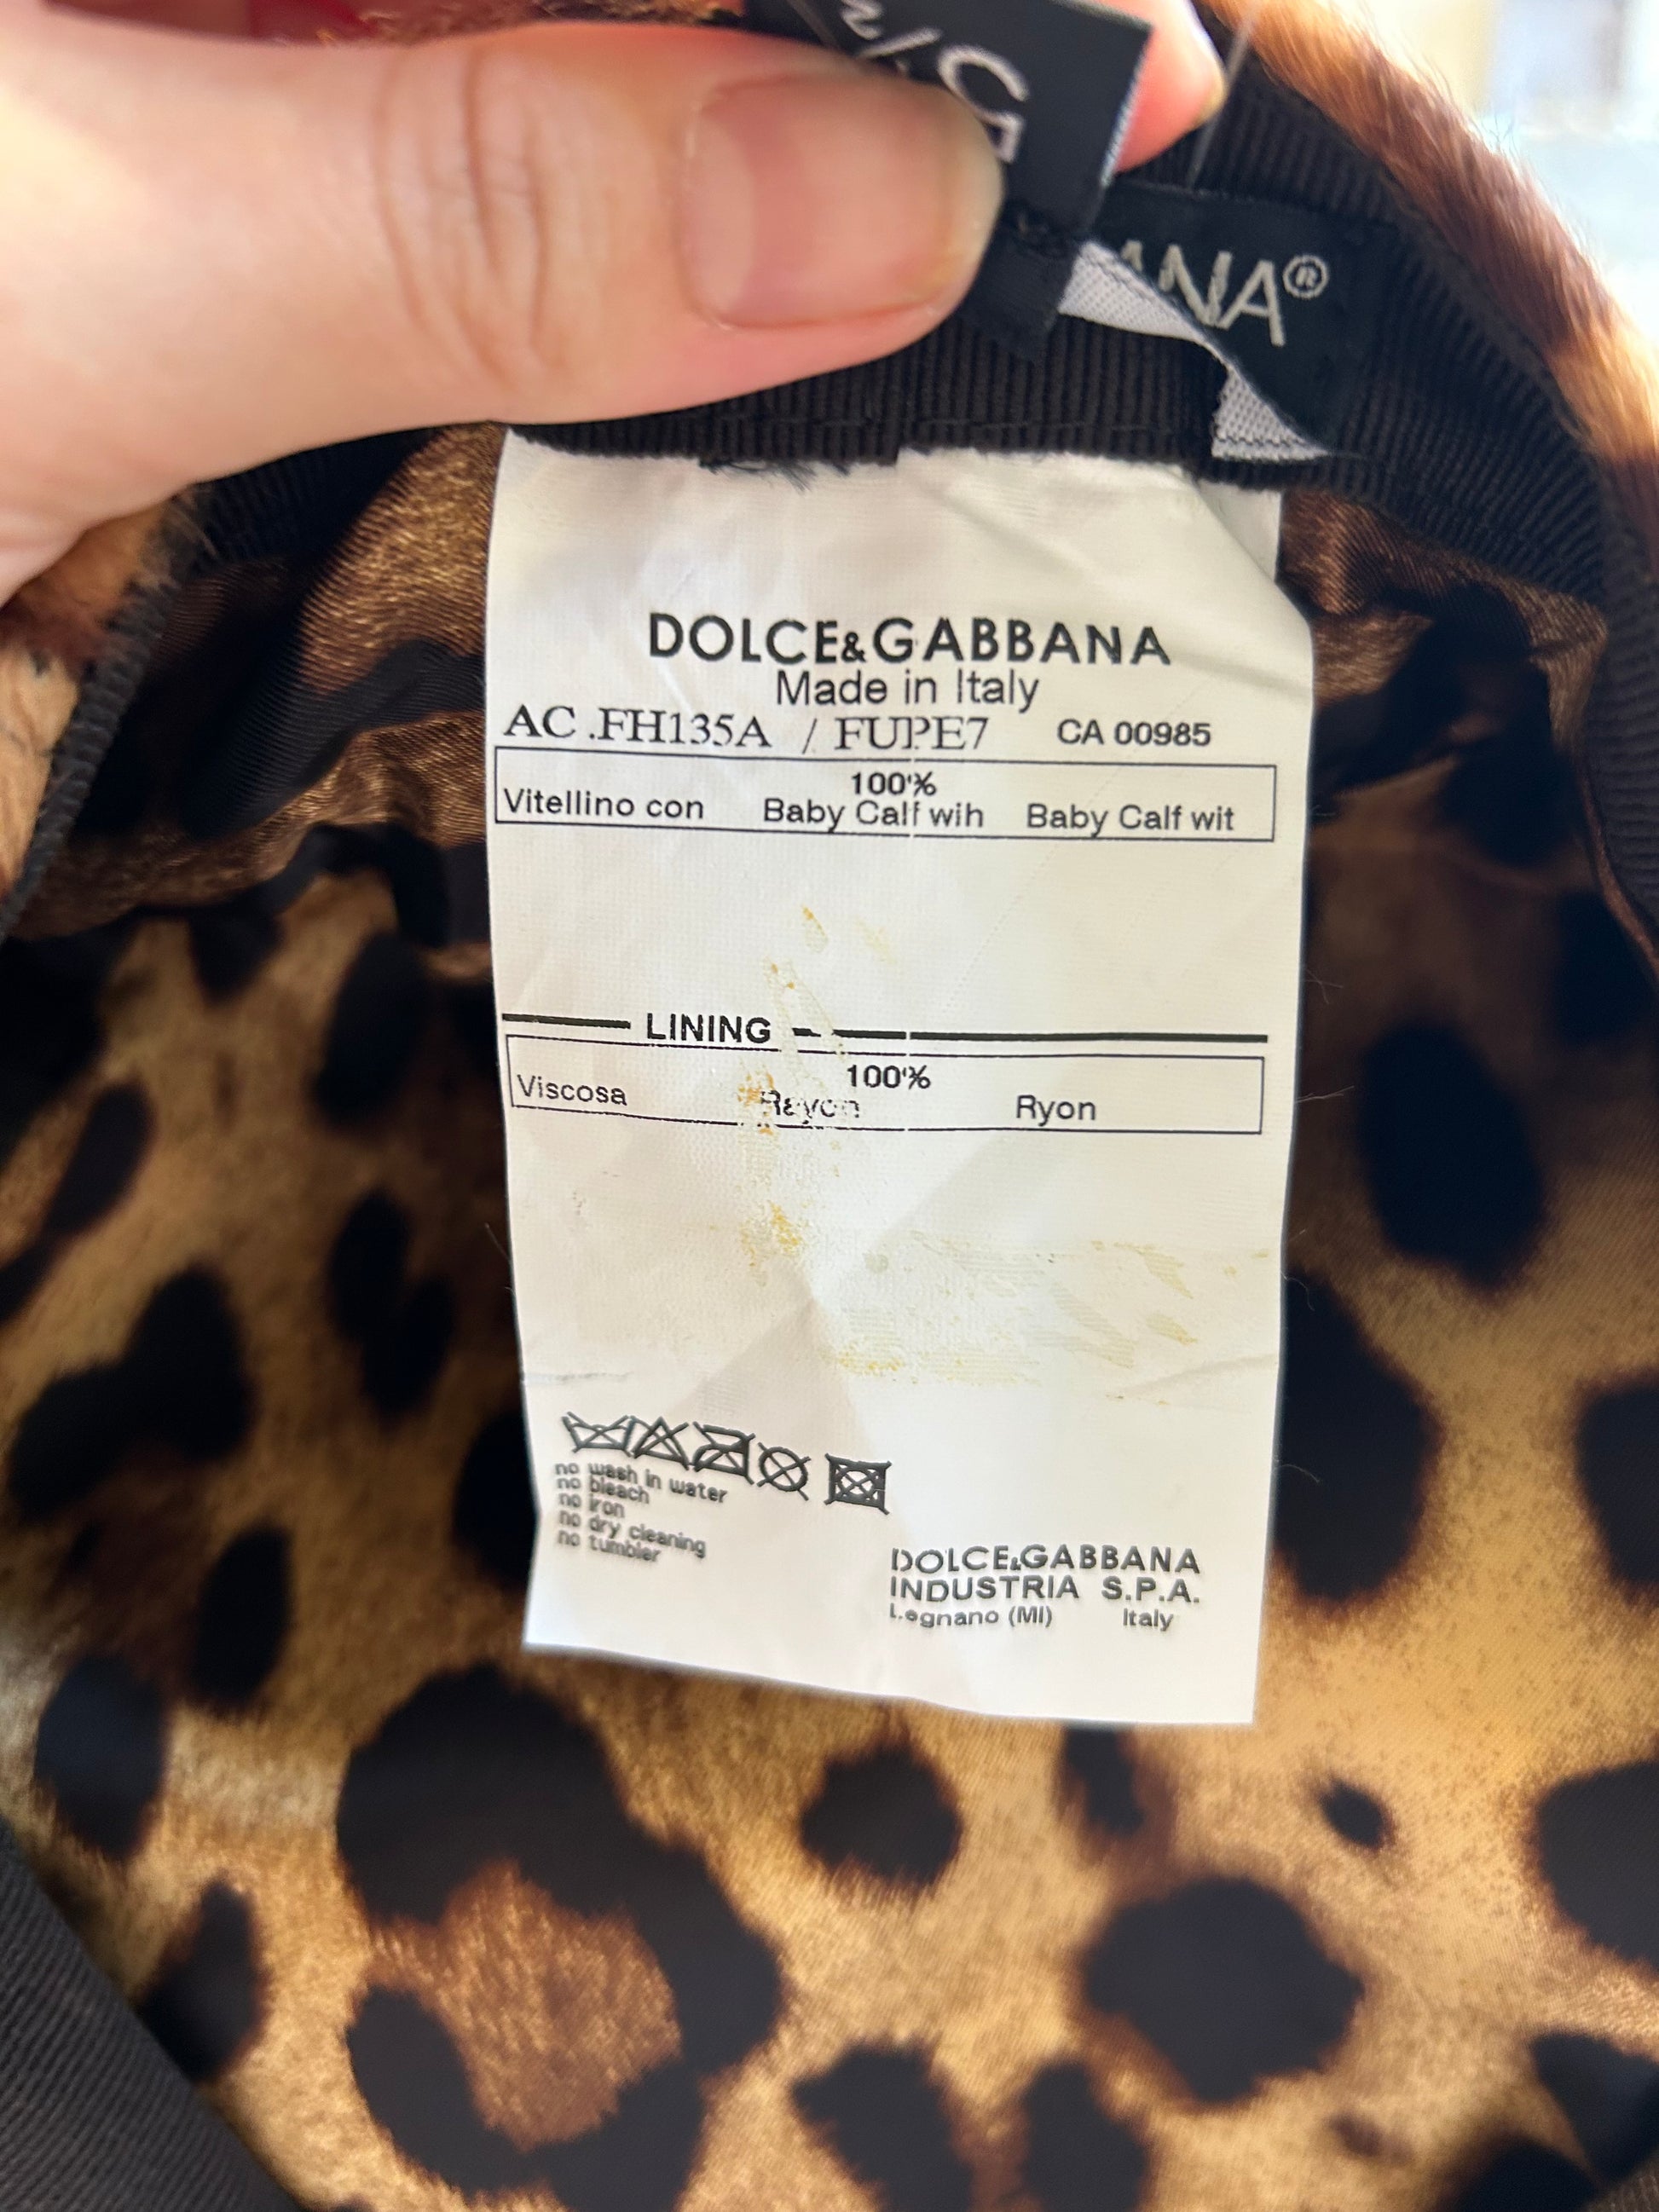 ANA®
DOLCE&GABBANA
Made in Italy
AC .FH135A / FUPE7 CA 00985
100%
Vitellino con Baby Calf wih Baby Calf wit
LINING
100%
Viscosa Rayon Ryon
no wash in water
no bleach
no iron
no dry cleaning
no tumbler
DOLCE&GABBANA
INDUSTRIA S.P.A.
Legnano (MI) Italy